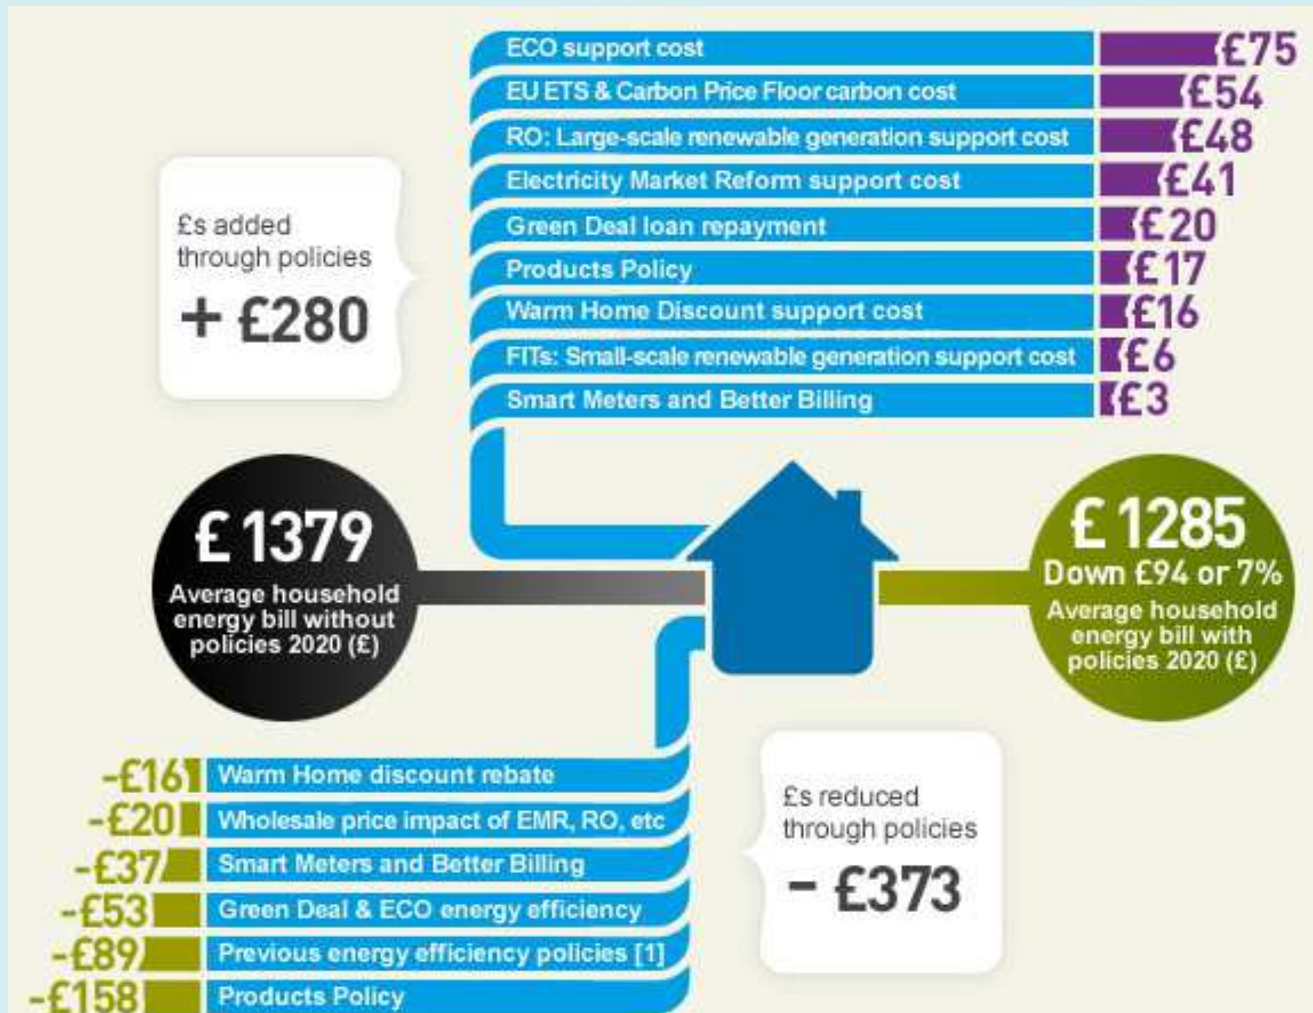 ECO support cost £75
EU ETS & Carbon Price Floor carbon cost £54
RO: Large-scale renewable generation support cost £48
Electricity Market Reform support cost £41
Green Deal loan repayment £20
Products Policy £17
Warm Home Discount support cost £16
FITs: Small-scale renewable generation support cost £6
Smart Meters and Better Billing £3
£s added
through policies
+ £280
£1379
Average household
energy bill without
policies 2020 (£)
£1285
Down £94 or 7%
Average household
energy bill with
policies 2020 (£)
-£16 Warm Home discount rebate
-£20 Wholesale price impact of EMR, RO, etc
-£37 Smart Meters and Better Billing
-£53 Green Deal & ECO energy efficiency
-£89 Previous energy efficiency policies [1]
-£158 Products Policy
£s reduced
through policies
- £373